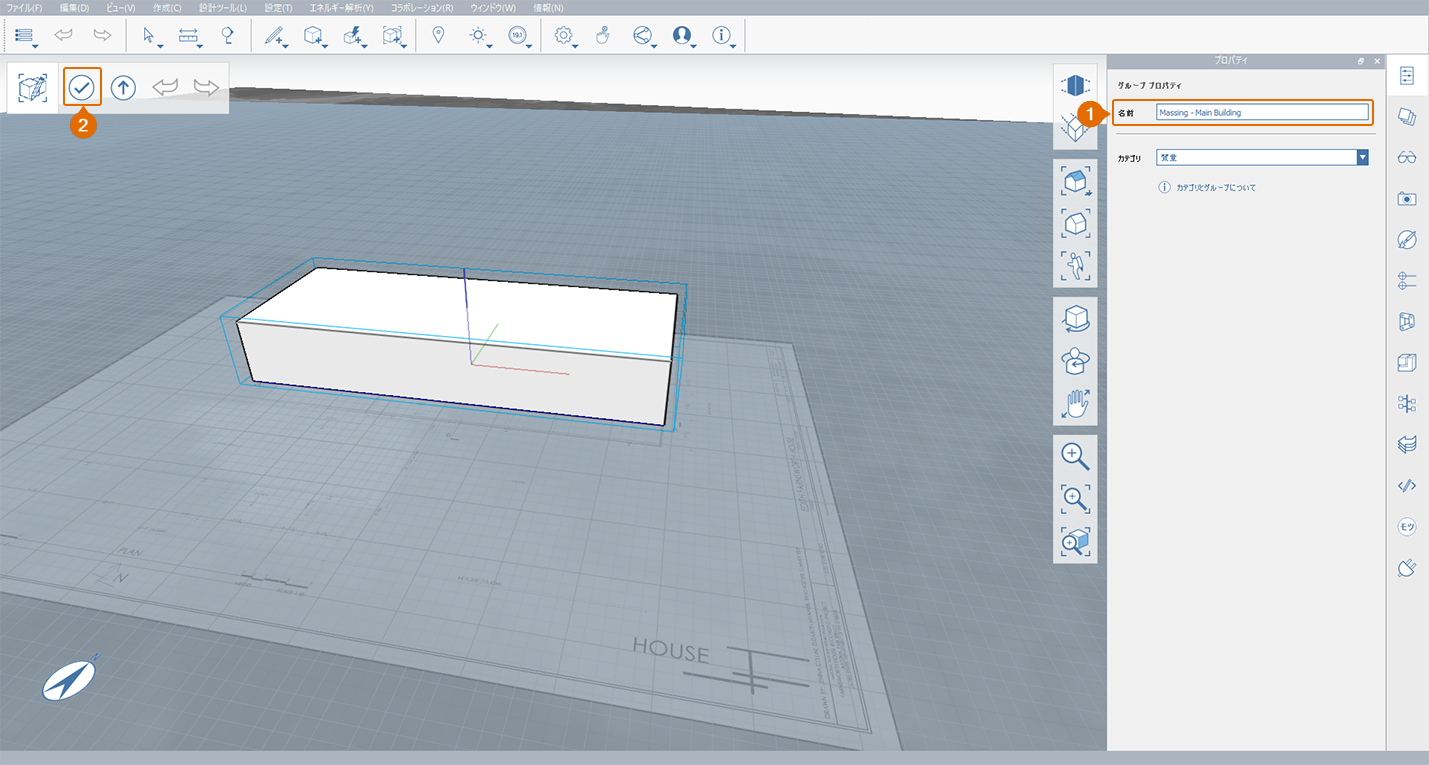 ファイル(F) 編集(D) ビュー(V) 作成(C) 設計ツール(L) 設定(T) エネルギー解析(Y) コラボレーション(R) ウィンドウ(W) 情報(N)
19.1
プロパティ
グループ プロパティ
2
1
名前 Massing - Main Building
カテゴリ
カテゴリとグループについて
モツ
PLAN
N
HOUSE
N